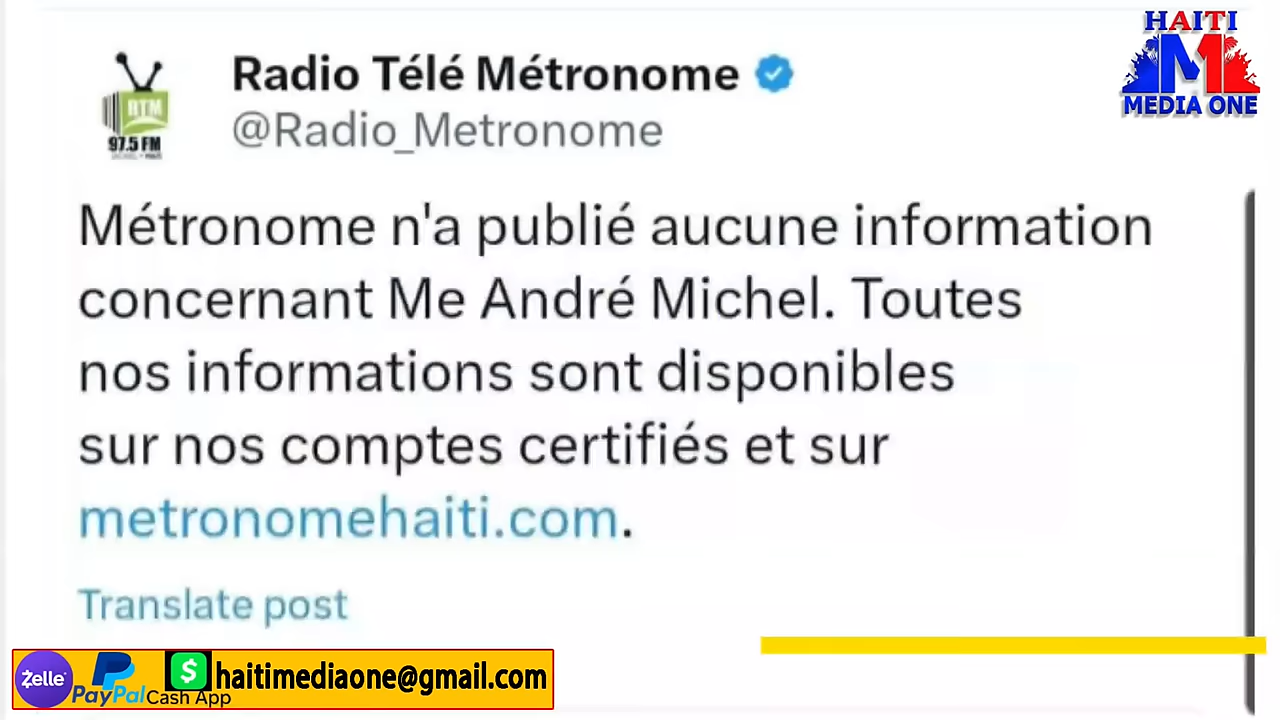 HAITI
MEDIA ONE
Radio Télé Métronome
@Radio_Metronome
RTM
97.5 FM
Métronome n'a publié aucune information
concernant Me André Michel. Toutes
nos informations sont disponibles
sur nos comptes certifiés et sur
metronomehaiti.com.
Translate post
Zelle
PayPal
$
Cash App
haitimediaone@gmail.com